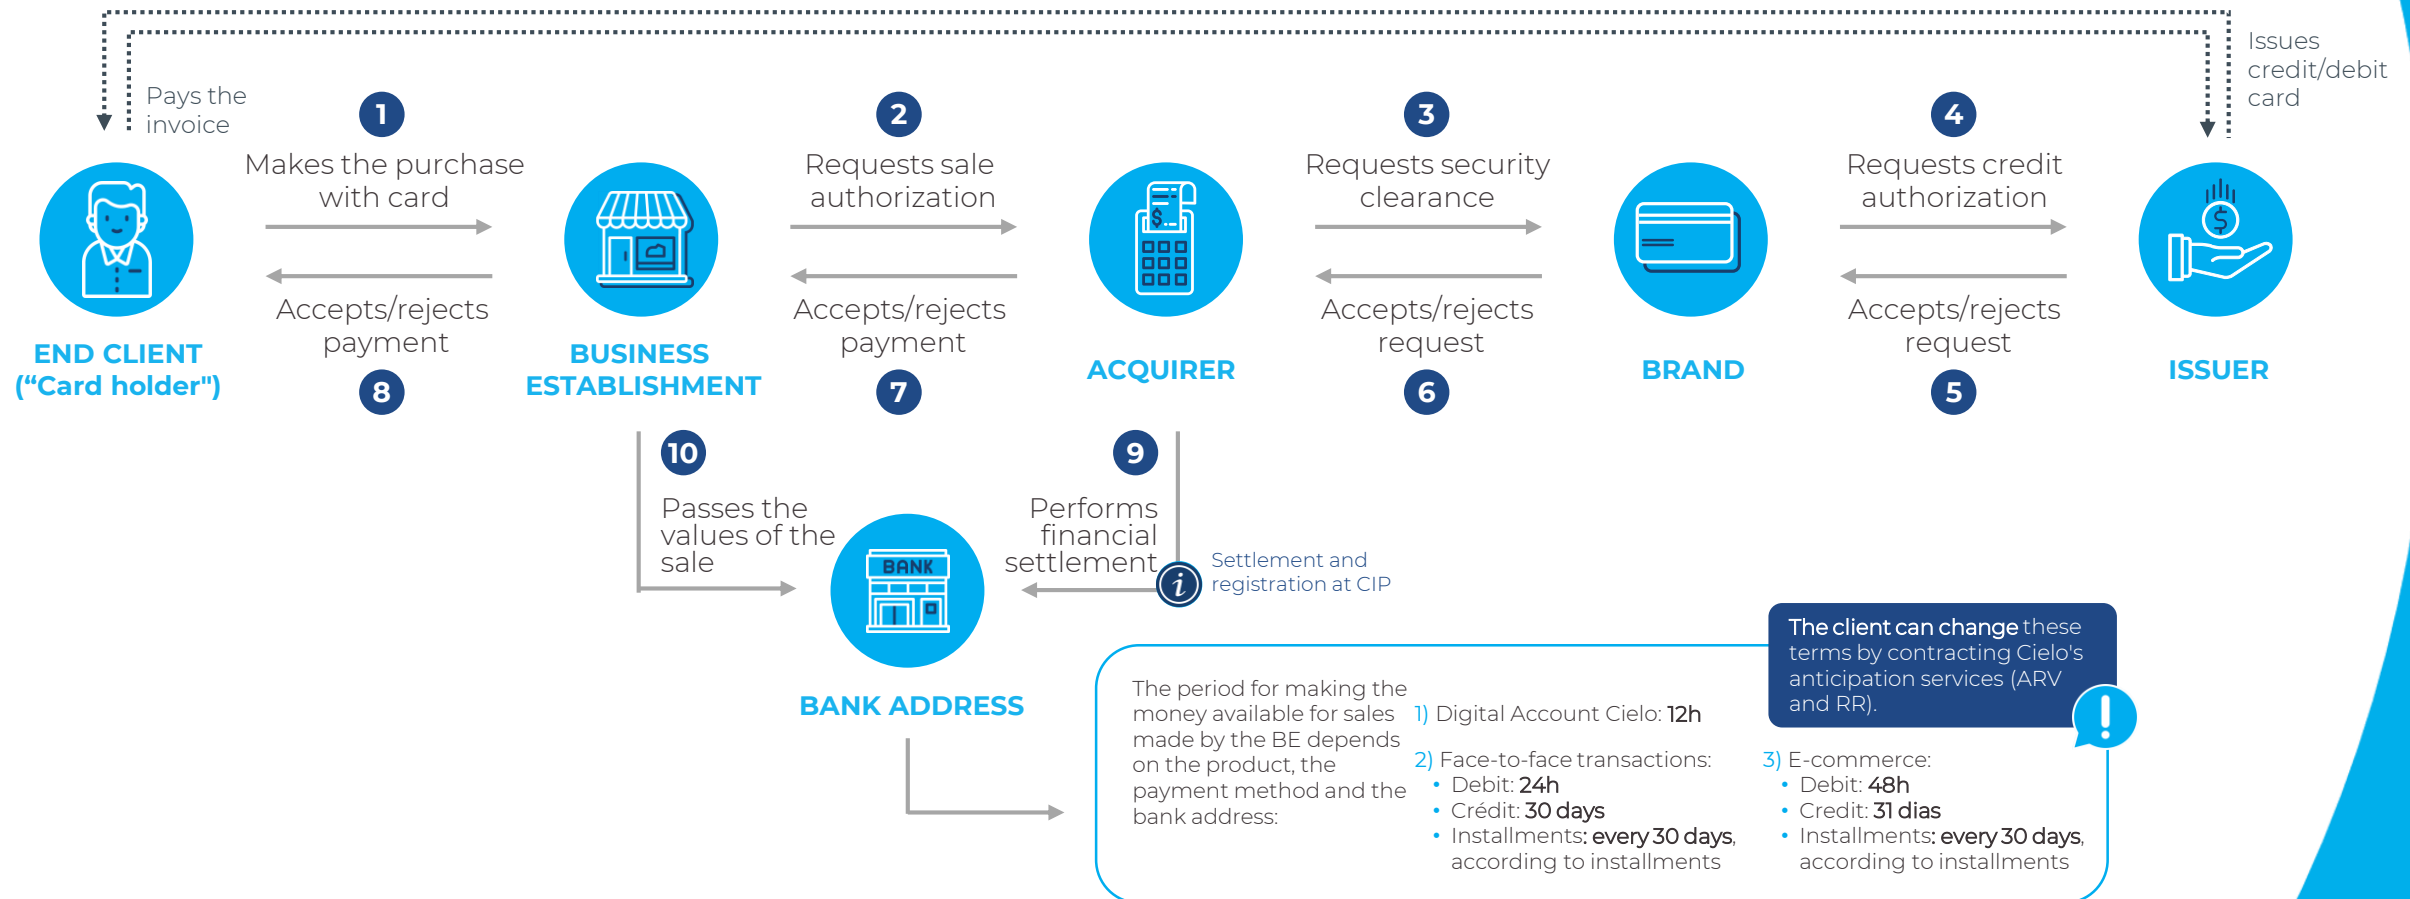 Issues
credit/debit
card
Pays the
invoice
1
Makes the purchase
with card
2
Requests sale
authorization
3
Requests security
clearance
4
Requests credit
authorization
Accepts/rejects
payment
8
Accepts/rejects
payment
7
Accepts/rejects
request
6
Accepts/rejects
request
5
END CLIENT
(“Card holder")
BUSINESS
ESTABLISHMENT
ACQUIRER
BRAND
ISSUER
10
Passes the
values of the
sale
9
Performs
financial
settlement
i
Settlement and
registration at CIP
BANK
BANK ADDRESS
The client can change these
terms by contracting Cielo's
anticipation services (ARV
and RR).
!
The period for making the
money available for sales
made by the BE depends
on the product, the
payment method and the
bank address:
1) Digital Account Cielo: 12h
2) Face-to-face transactions:
• Debit: 24h
• Crédit: 30 days
• Installments: every 30 days,
according to installments
3) E-commerce:
• Debit: 48h
• Credit: 31 dias
• Installments: every 30 days,
according to installments
$
$